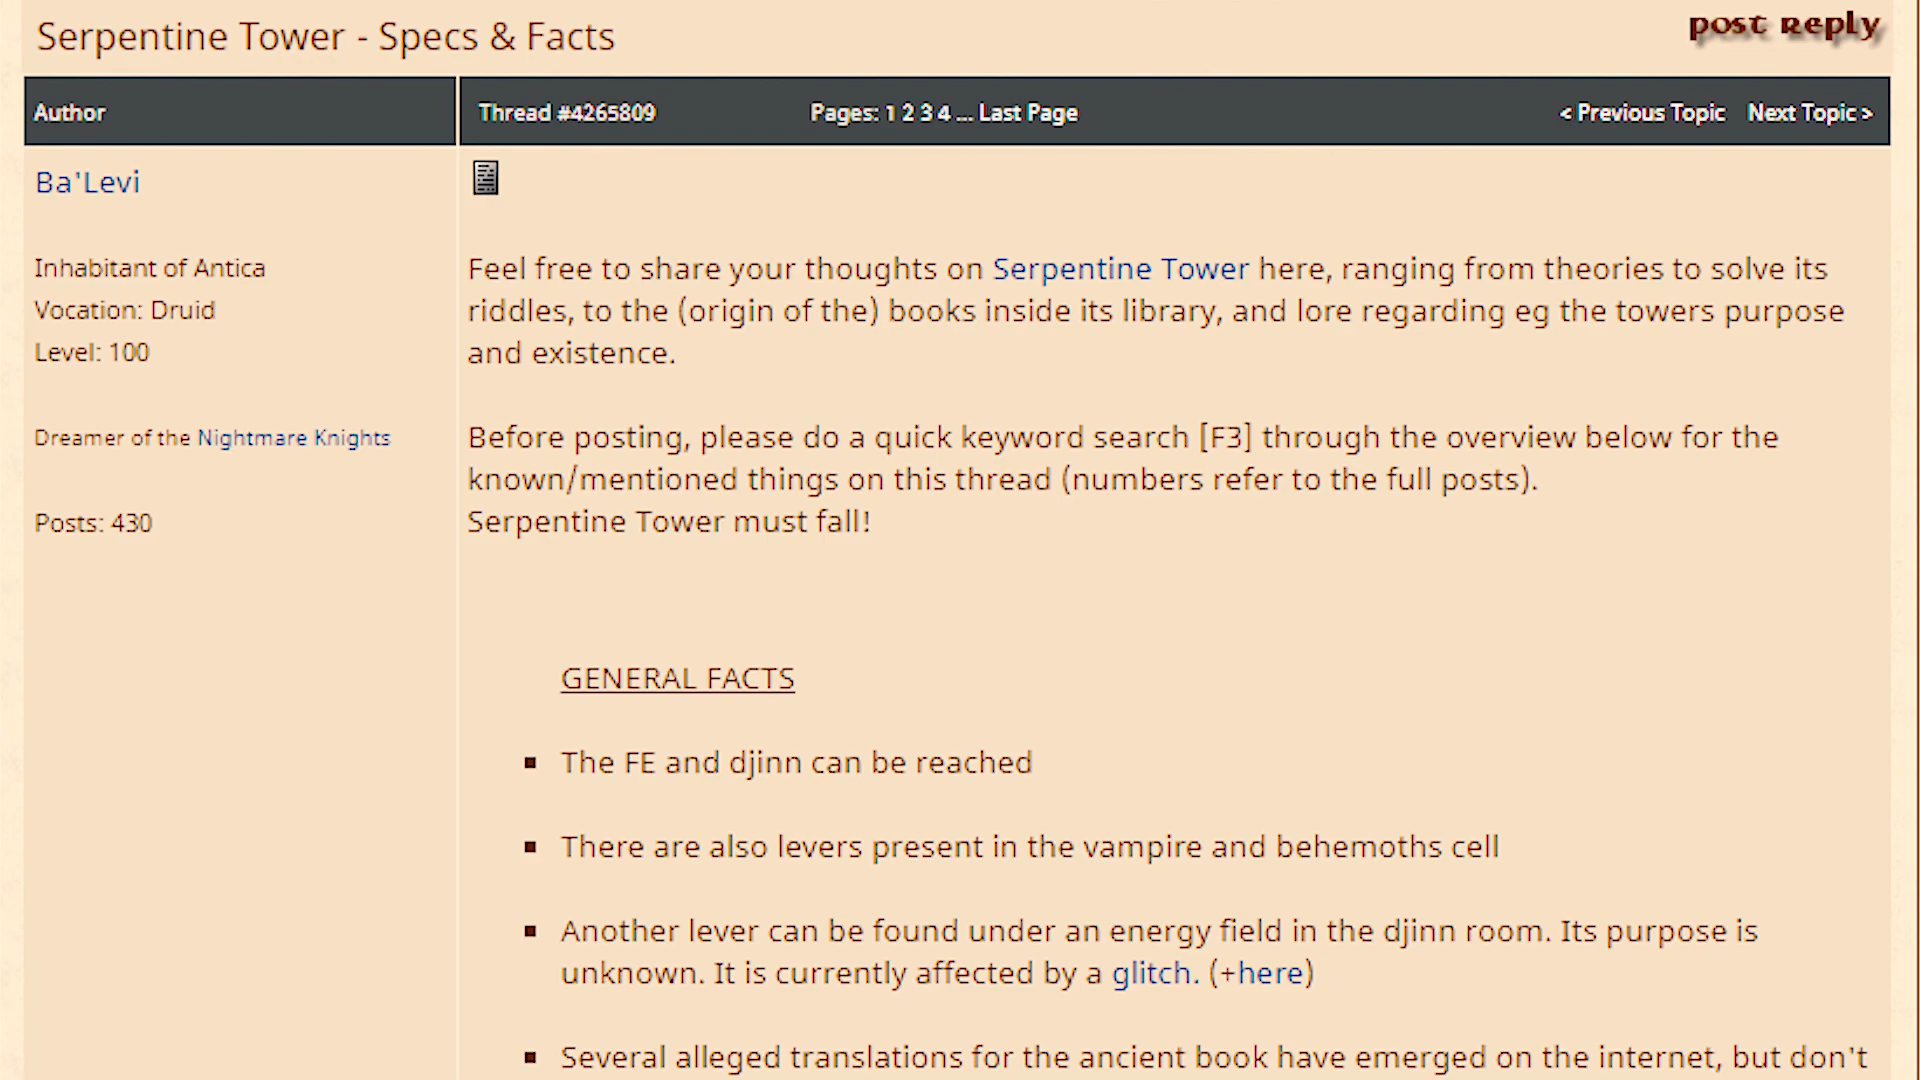 Serpentine Tower - Specs & Facts
post reply
Author
Thread #4265809
Pages: 1 2 3 4 ... Last Page
< Previous Topic Next Topic >
Ba'Levi
Inhabitant of Antica
Vocation: Druid
Level: 100
Dreamer of the Nightmare Knights
Posts: 430
Feel free to share your thoughts on Serpentine Tower here, ranging from theories to solve its
riddles, to the (origin of the) books inside its library, and lore regarding eg the towers purpose
and existence.
Before posting, please do a quick keyword search [F3] through the overview below for the
known/mentioned things on this thread (numbers refer to the full posts).
Serpentine Tower must fall!
GENERAL FACTS
▪ The FE and djinn can be reached
▪ There are also levers present in the vampire and behemoths cell
▪ Another lever can be found under an energy field in the djinn room. Its purpose is
unknown. It is currently affected by a glitch. (+here)
▪ Several alleged translations for the ancient book have emerged on the internet, but don't